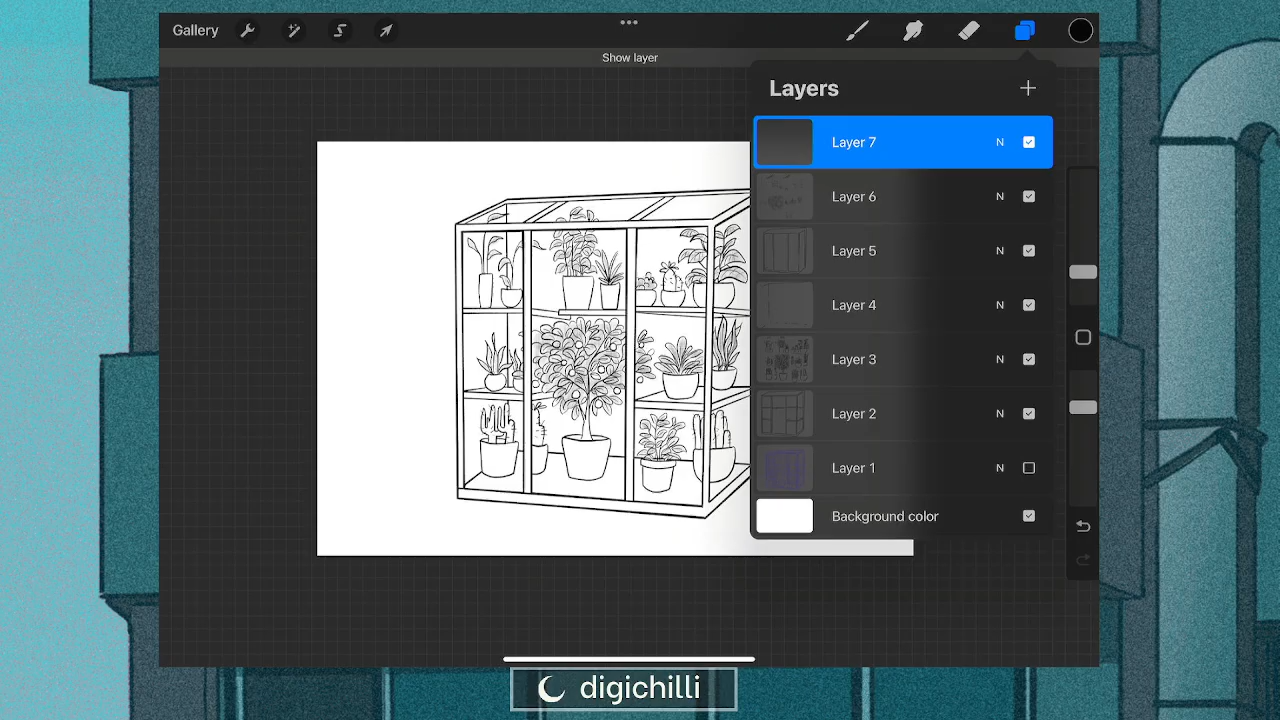 Gallery
Show layer
Layers
Layer 7 N
Layer 6 N
Layer 5 N
Layer 4 N
Layer 3 N
Layer 2 N
Layer 1 N
Background color
digichilli